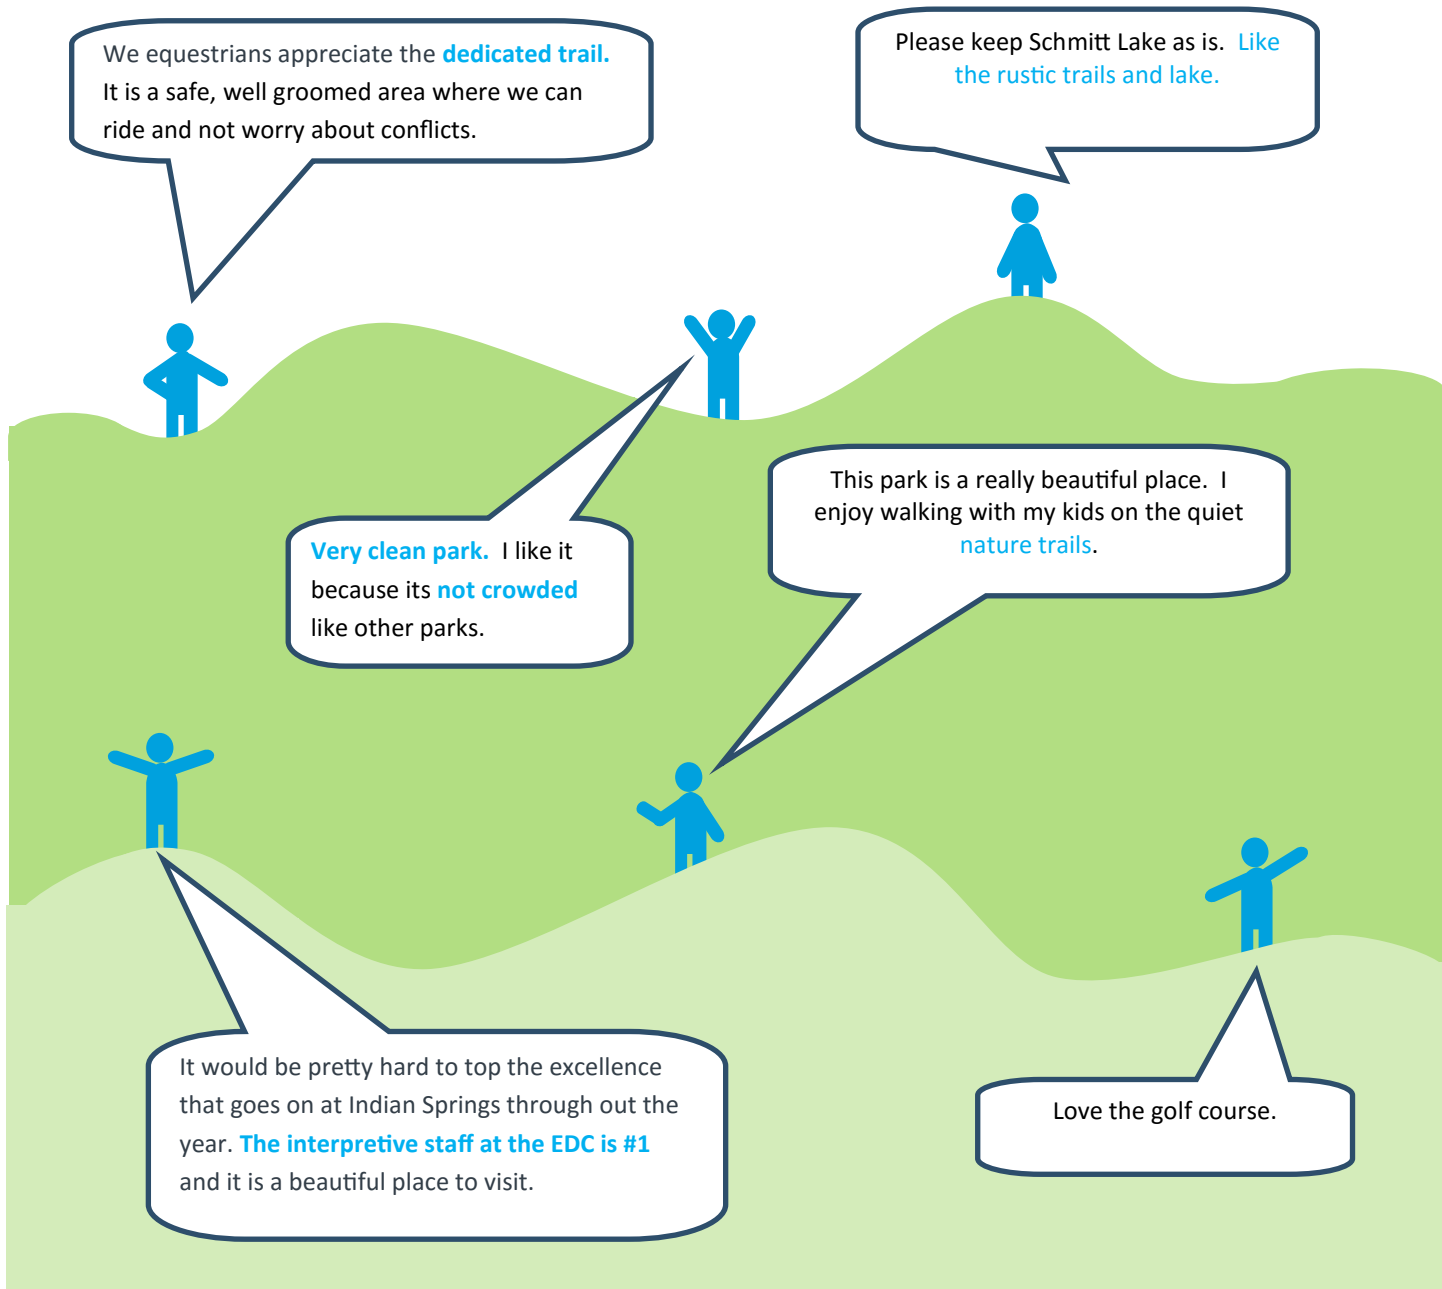 We equestrians appreciate the dedicated trail.
It is a safe, well groomed area where we can
ride and not worry about conflicts.
Please keep Schmitt Lake as is.  Like
the rustic trails and lake.
Very clean park.  I like it
because its not crowded
like other parks.
This park is a really beautiful place.  I
enjoy walking with my kids on the quiet
nature trails.
It would be pretty hard to top the excellence
that goes on at Indian Springs through out the
year. The interpretive staff at the EDC is #1
and it is a beautiful place to visit.
Love the golf course.